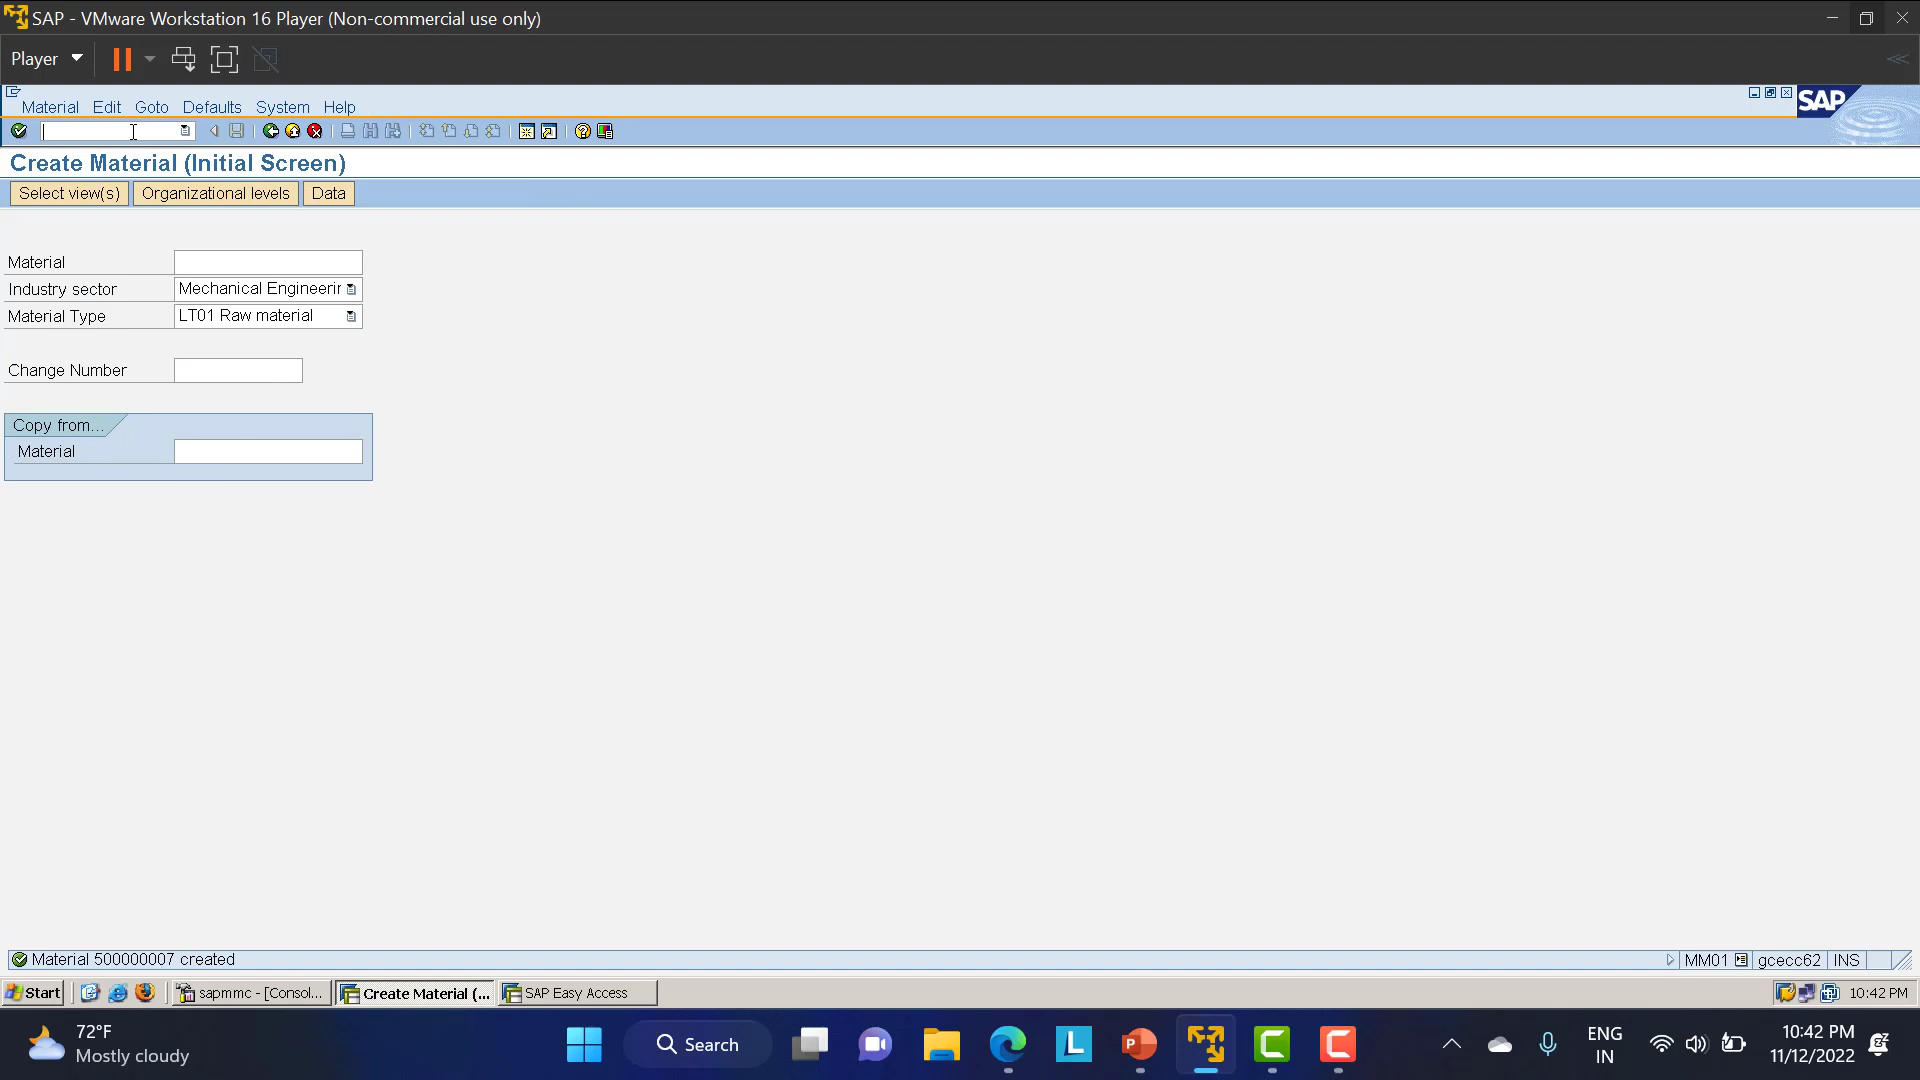 SAP - VMware Workstation 16 Player (Non-commercial use only)
Player
Material Edit Goto Defaults System Help
SAP
Create Material (Initial Screen)
Select view(s) Organizational levels Data
Material
Industry sector Mechanical Engineerir
Material Type LT01 Raw material
Change Number
Copy from...
Material
Material 500000007 created MM01 gcecc62 INS
Start sapmmc - [Consol... Create Material (... SAP Easy Access 10:42 PM
72°F
Mostly cloudy
Search
L
P
C
C
ENG
IN
10:42 PM
11/12/2022